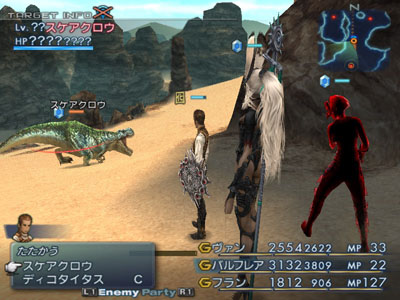 TARGET INFO
Lv. ??スケアクロウ
HP????????
スケアクロウ
たたかう
スケアクロウ
ディコタイタス C
L1 Enemy Party R1
Gヴァン 2554 2622 MP 33
Gバルフレア 3132 3809 MP 22
Gフラン 1812 906 MP 127